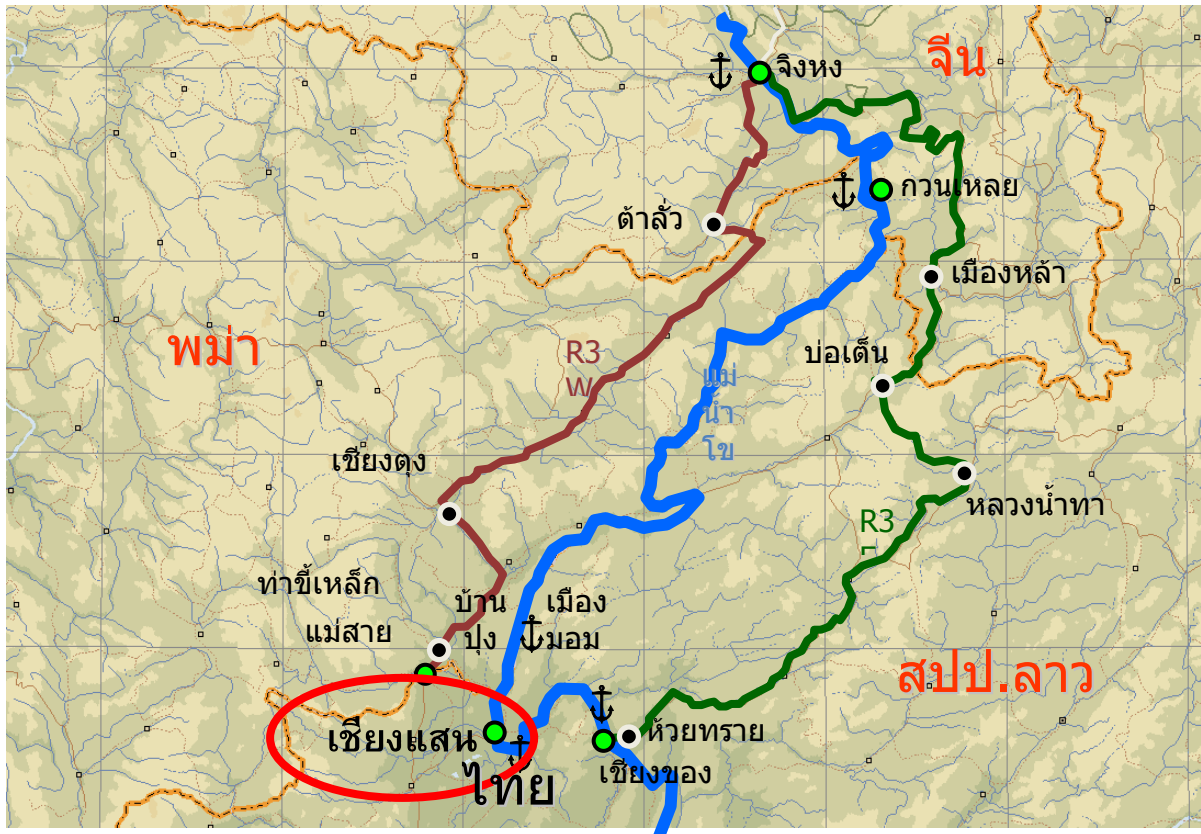 จีน
จิงหง
กวนเหลย
ต้าลั่ว
เมืองหล้า
พม่า
R3
W
บ่อเต็น
แม่
น้ำ
โข
เชียงตุง
หลวงน้ำทา
R3
ท่าขี้เหล็ก
บ้าน
ปุง
เมือง
มอม
แม่สาย
สปป.ลาว
เชียงแสน
ห้วยทราย
เชียงของ
ไทย